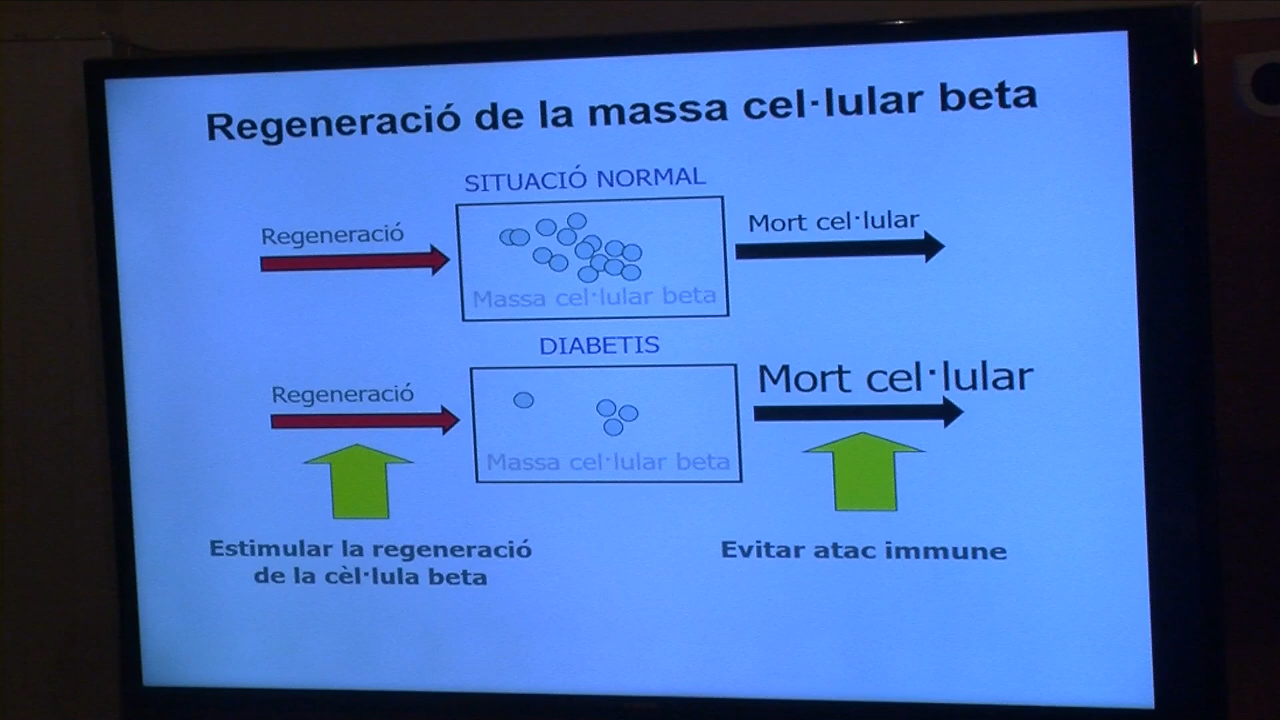 Regeneració de la massa cel·lular beta
SITUACIÓ NORMAL
Regeneració
Mort cel·lular
Massa cel·lular beta
DIABETIS
Regeneració
Mort cel·lular
Massa cel·lular beta
Estimular la regeneració
de la cèl·lula beta
Evitar atac immune